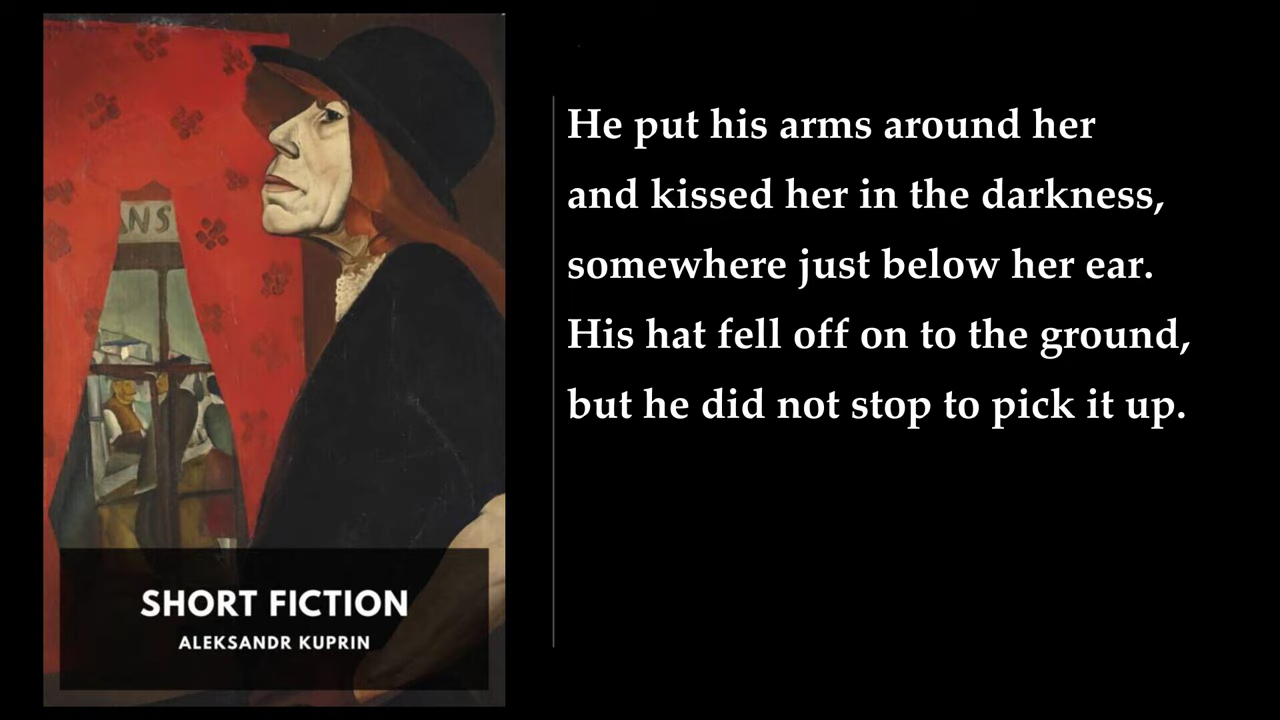 ANS
SHORT FICTION
ALEKSANDR KUPRIN
He put his arms around her
and kissed her in the darkness,
somewhere just below her ear.
His hat fell off on to the ground,
but he did not stop to pick it up.